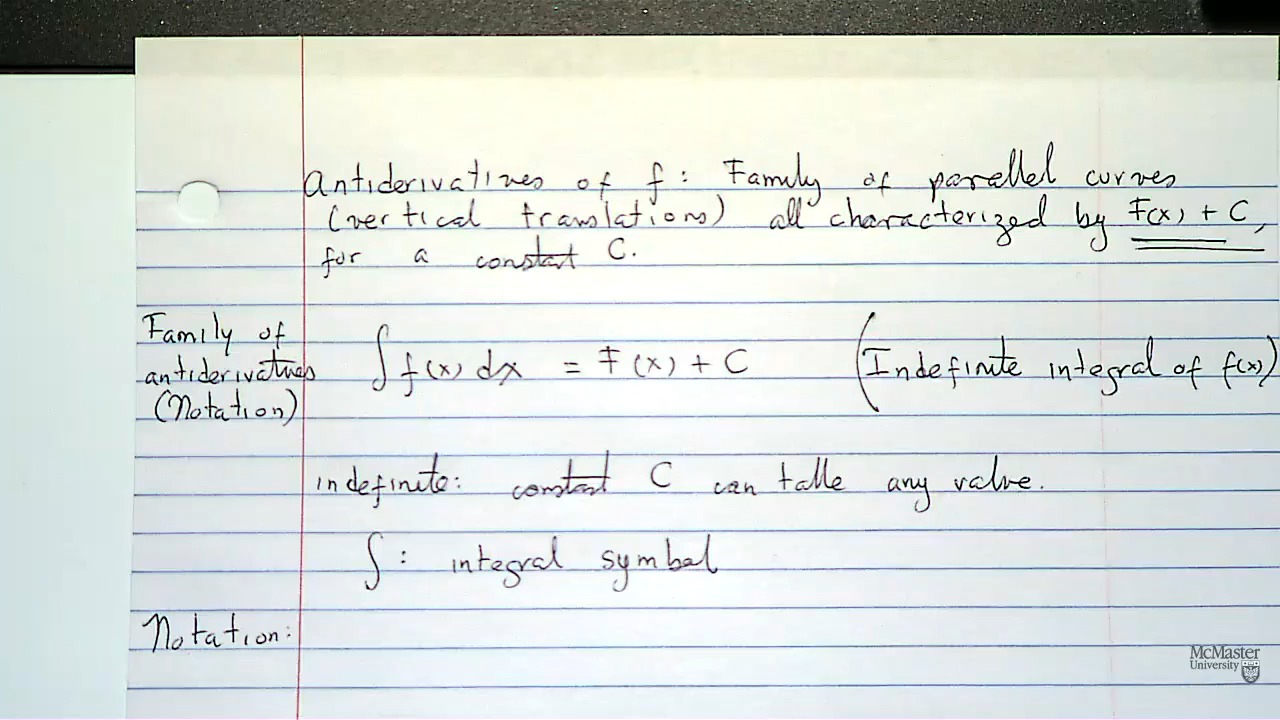 Antiderivatives of f: Family of parallel curves
(vertical translations) all characterized by F(x) + C,
for a constant C.
Family of
antiderivatives
(Notation)
∫ f(x) dx = F(x) + C
(Indefinite integral of f(x))
indefinite: constant C can take any value.
∫ : integral symbol
Notation:
McMaster
University